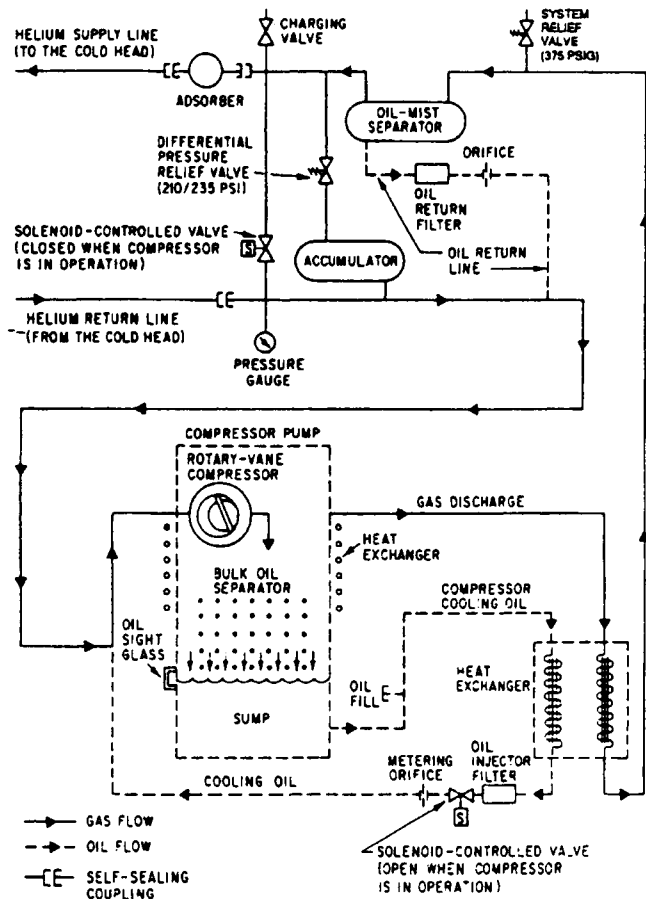 HELIUM SUPPLY LINE
(TO THE COLD HEAD)
CHARGING
VALVE
SYSTEM
RELIEF
VALVE
(375 PSIG)
ADSORBER
OIL-MIST
SEPARATOR
DIFFERENTIAL
PRESSURE
RELIEF VALVE
(210/235 PSI)
ORIFICE
OIL
RETURN
FILTER
SOLENOID-CONTROLLED VALVE
(CLOSED WHEN COMPRESSOR
IS IN OPERATION)
S
OIL RETURN
LINE
ACCUMULATOR
HELIUM RETURN LINE
(FROM THE COLD HEAD)
PRESSURE
GAUGE
COMPRESSOR PUMP
ROTARY-VANE
COMPRESSOR
GAS DISCHARGE
HEAT
EXCHANGER
BULK OIL
SEPARATOR
COMPRESSOR
COOLING OIL
OIL
SIGHT
GLASS
HEAT
EXCHANGER
OIL
FILL
SUMP
METERING
ORIFICE
OIL
INJECTOR
FILTER
COOLING OIL
S
GAS FLOW
OIL FLOW
SELF-SEALING
COUPLING
SOLENOID-CONTROLLED VALVE
(OPEN WHEN COMPRESSOR
IS IN OPERATION)